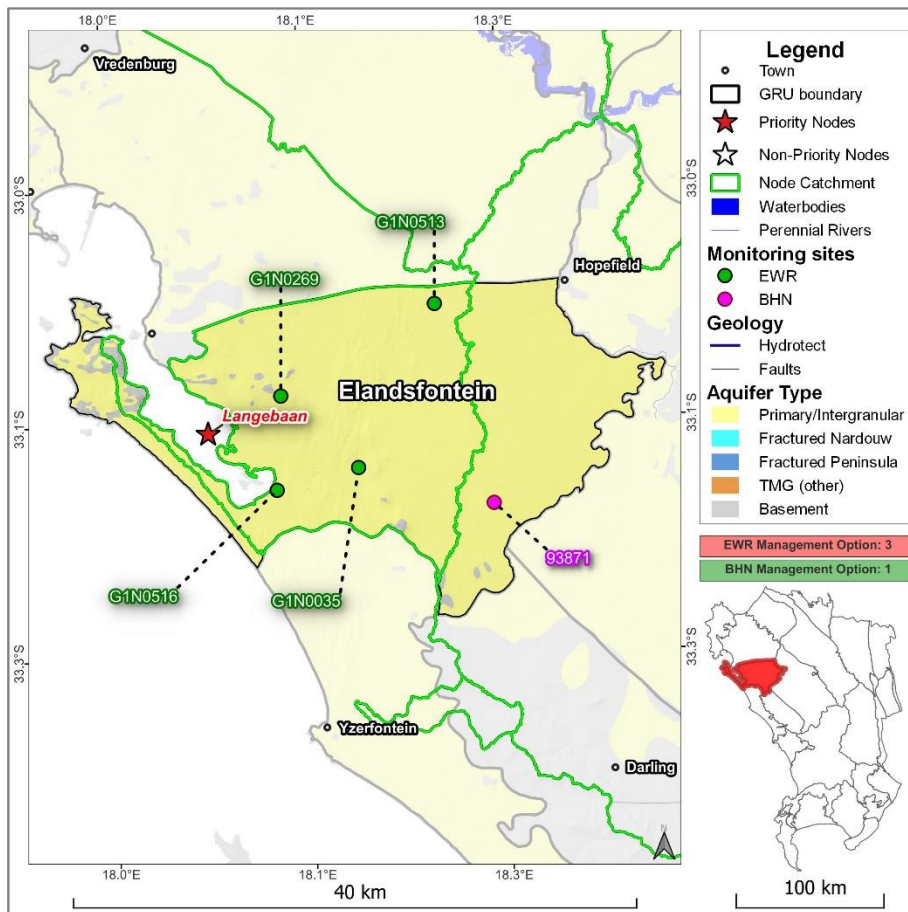 18.0°E
18.1°E
18.3°E
Vredenburg
33.0°S
33.0°S
G1N0513
Hopefield
G1N0269
Elandsfontein
Langebaan
33.1°S
33.1°S
93871
G1N0516
G1N0035
33.3°S
33.3°S
Yzerfontein
Darling
N
18.0°E
18.1°E
18.3°E
40 km
Legend
Town
GRU boundary
Priority Nodes
Non-Priority Nodes
Node Catchment
Waterbodies
Perennial Rivers
Monitoring sites
EWR
BHN
Geology
Hydrotect
Faults
Aquifer Type
Primary/Intergranular
Fractured Nardouw
Fractured Peninsula
TMG (other)
Basement
EWR Management Option: 3
BHN Management Option: 1
100 km